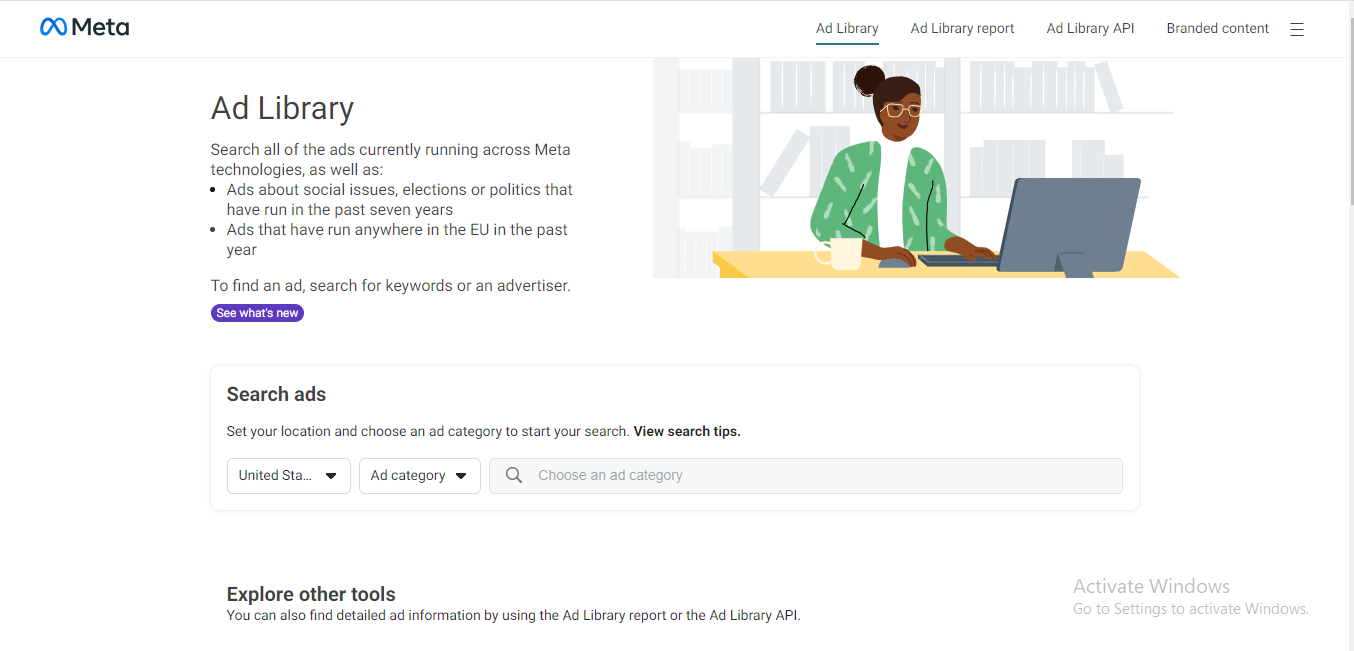 Meta
Ad Library
Ad Library report
Ad Library API
Branded content
Ad Library
Search all of the ads currently running across Meta
technologies, as well as:
Ads about social issues, elections or politics that
have run in the past seven years
Ads that have run anywhere in the EU in the past
year
To find an ad, search for keywords or an advertiser.
See what's new
Search ads
Set your location and choose an ad category to start your search. View search tips.
United Sta...
Ad category
Choose an ad category
Explore other tools
You can also find detailed ad information by using the Ad Library report or the Ad Library API.
Activate Windows
Go to Settings to activate Windows.